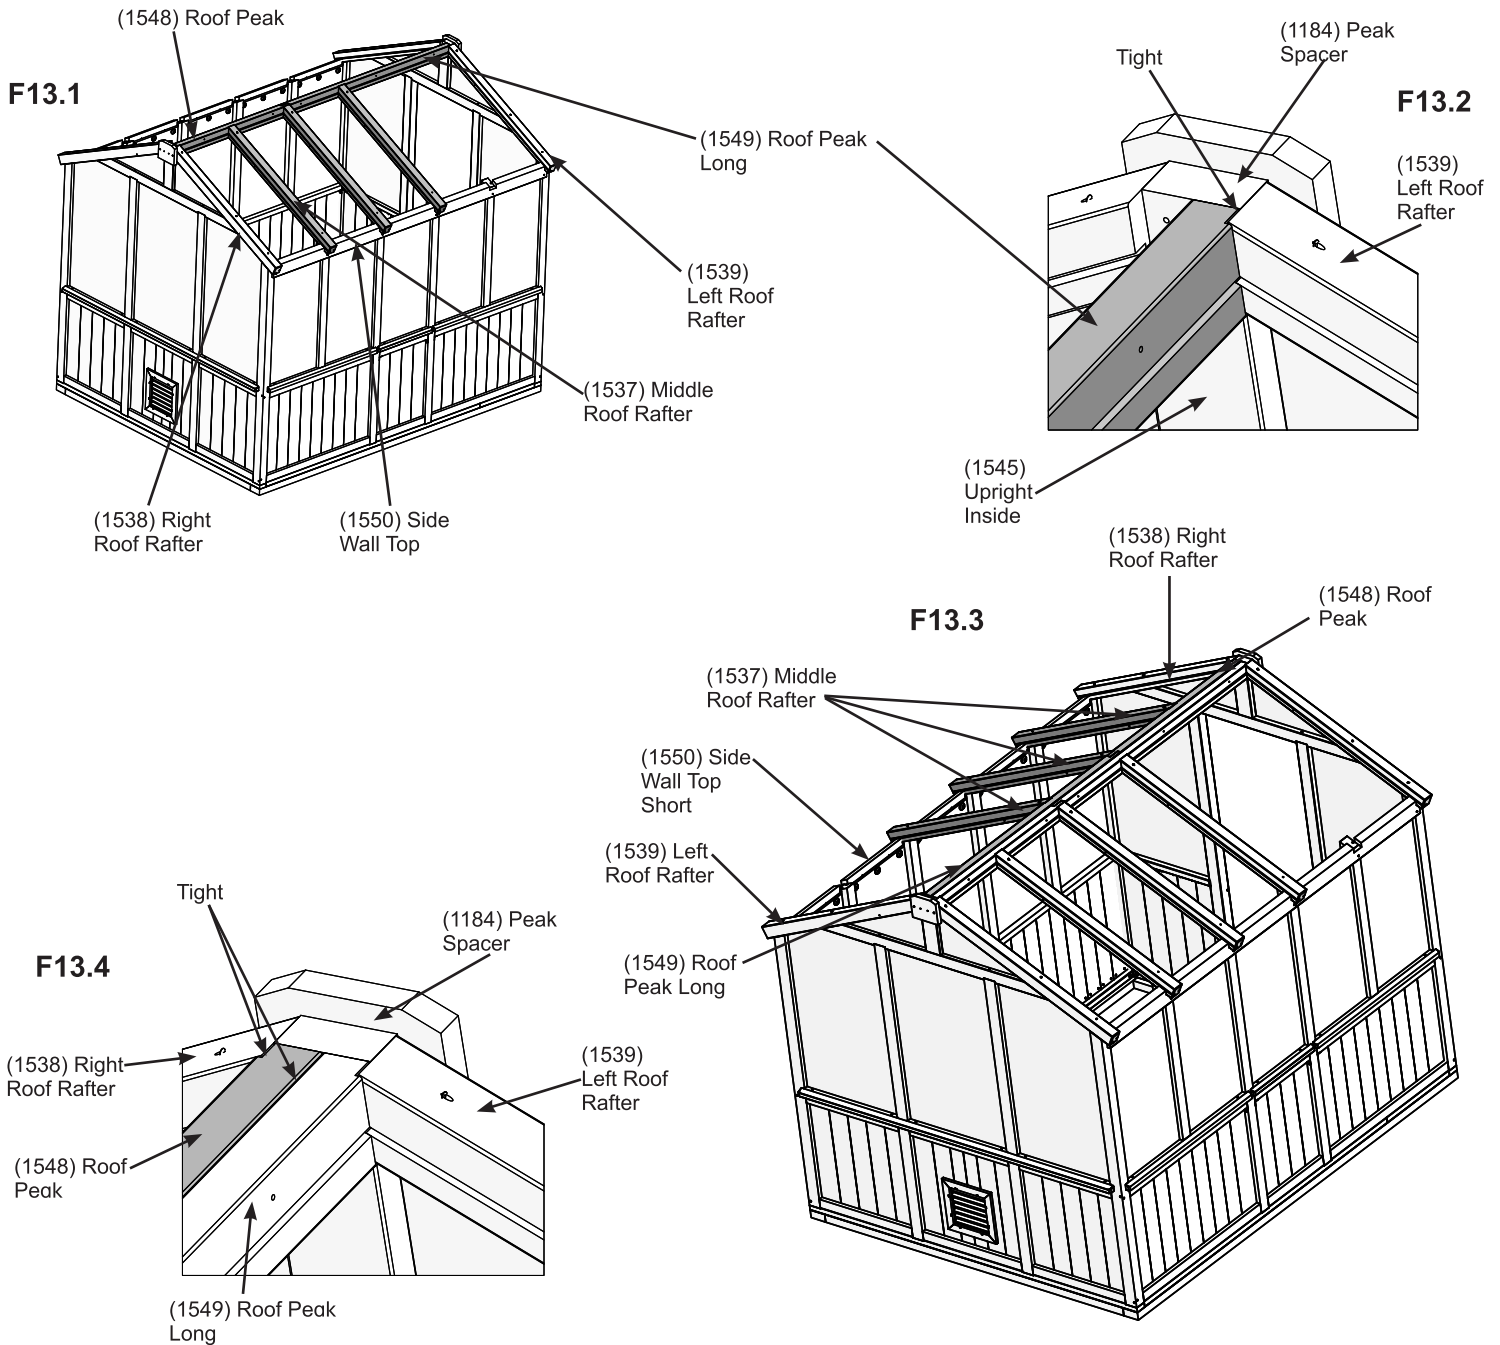 F13.1
(1548) Roof Peak
(1549) Roof Peak
Long
(1539)
Left Roof
Rafter
(1537) Middle
Roof Rafter
(1538) Right
Roof Rafter
(1550) Side
Wall Top
F13.2
Tight
(1184) Peak
Spacer
(1539)
Left Roof
Rafter
(1545)
Upright
Inside
F13.3
(1538) Right
Roof Rafter
(1548) Roof
Peak
(1537) Middle
Roof Rafter
(1550) Side
Wall Top
Short
(1539) Left
Roof Rafter
(1549) Roof
Peak Long
F13.4
Tight
(1184) Peak
Spacer
(1538) Right
Roof Rafter
(1539)
Left Roof
Rafter
(1548) Roof
Peak
(1549) Roof Peak
Long